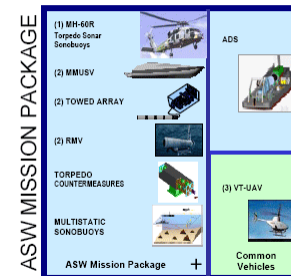 ASW MISSION PACKAGE
(1) MH-60R
Torpedo Sonar
Sonobuoys
(2) MMUSV
(2) TOWED ARRAY
(2) RMV
TORPEDO
COUNTERMEASURES
MULTISTATIC
SONOBUOYS
ASW Mission Package +
ADS
(3) VT-UAV
Common
Vehicles